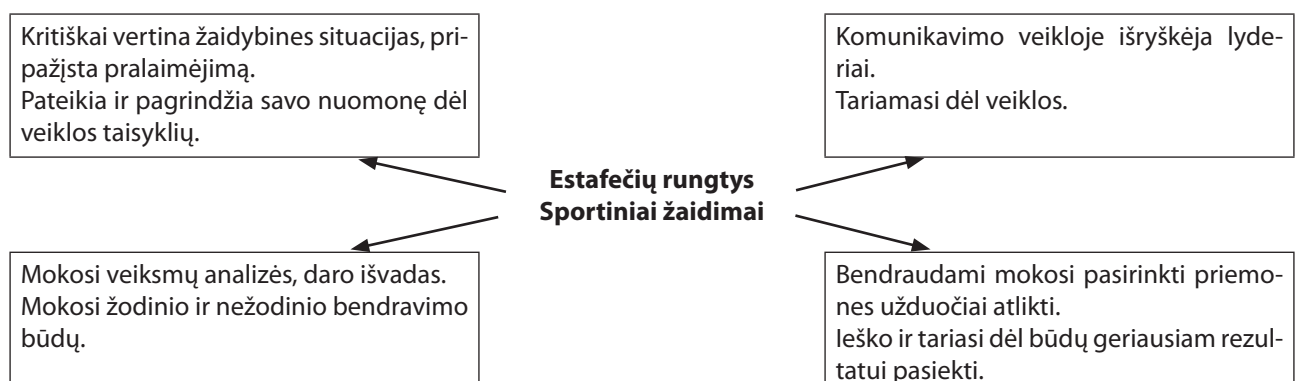 Kritiškai vertina žaidybines situacijas, pri-
pažįsta pralaimėjimą.
Pateikia ir pagrindžia savo nuomonę dėl
veiklos taisyklių.
Komunikavimo veikloje išryškėja lyde-
riai.
Tariamasi dėl veiklos.
Estafečių rungtys
Sportiniai žaidimai
Mokosi veiksmų analizės, daro išvadas.
Mokosi žodinio ir nežodinio bendravimo
būdų.
Bendraudami mokosi pasirinkti priemo-
nes užduočiai atlikti.
Ieško ir tariasi dėl būdų geriausiam rezul-
tatui pasiekti.